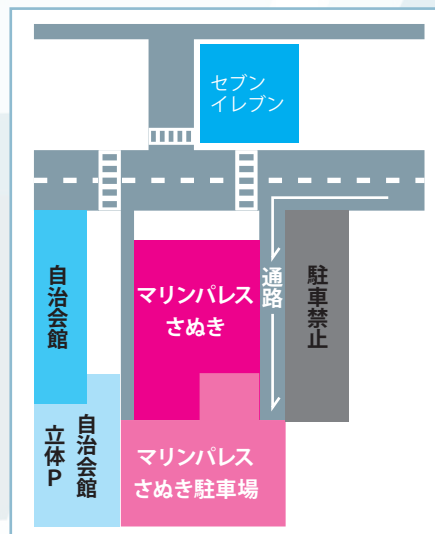 セブン
イレブン
自治会館
マリンパレス
さぬき
通路
駐車禁止
自治会館
立体P
マリンパレス
さぬき駐車場